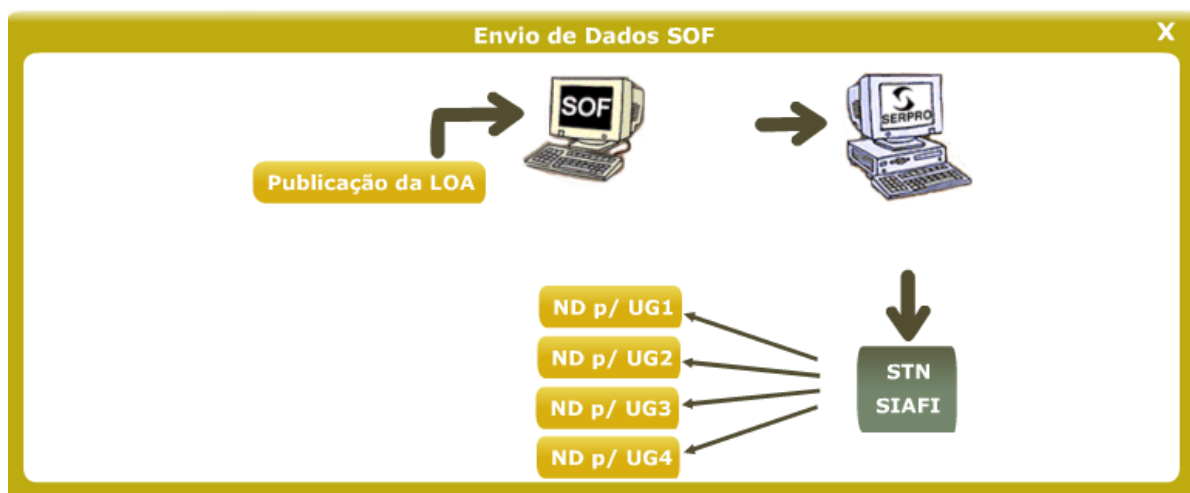 Envio de Dados SOF
X
SOF
SERPRO
Publicação da LOA
ND p/ UG1
ND p/ UG2
ND p/ UG3
ND p/ UG4
STN
SIAFI